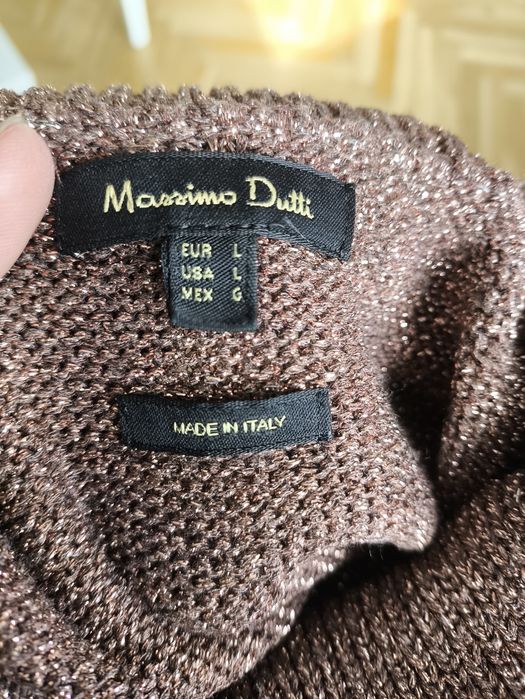 Massimo Dutti
EUR L
USA L
MEX G
MADE IN ITALY